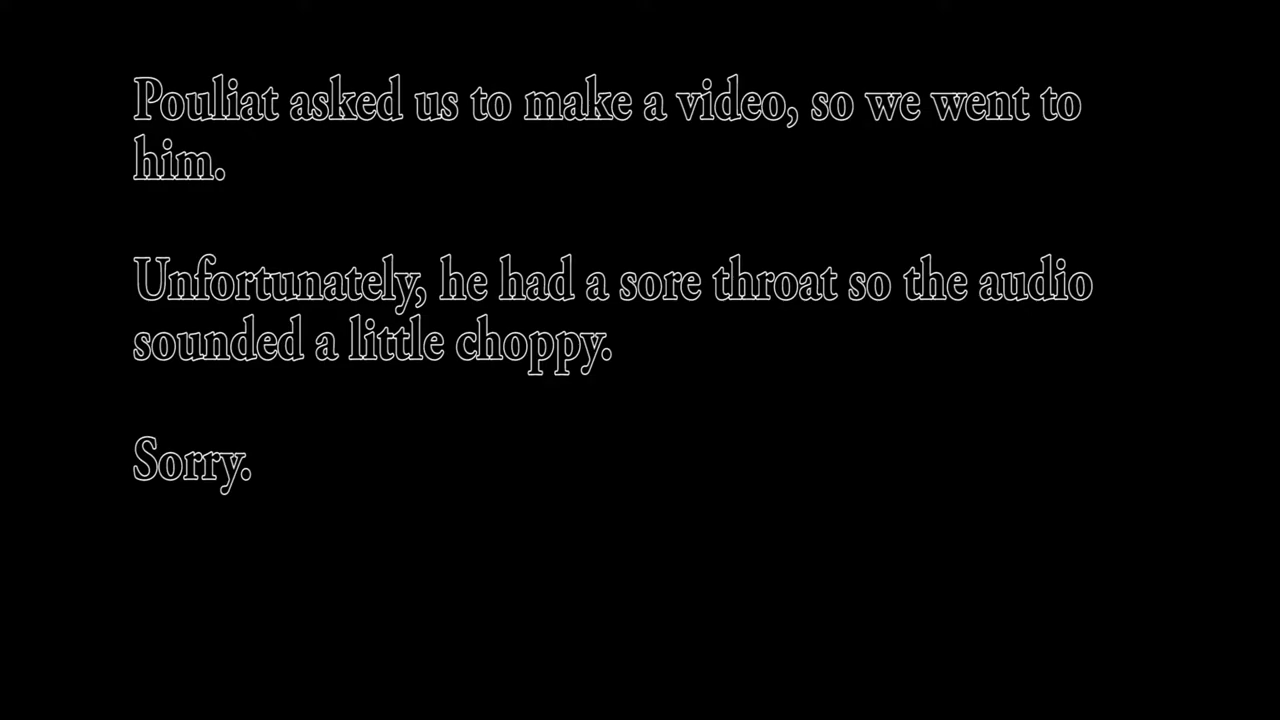 Pouliat asked us to make a video, so we went to
him.
Unfortunately, he had a sore throat so the audio
sounded a little choppy.
Sorry.